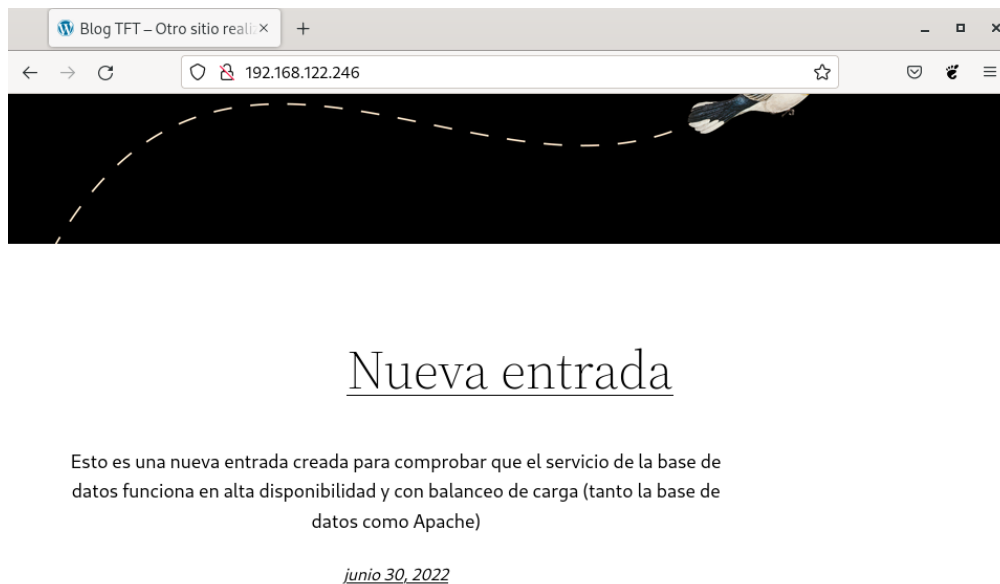 Blog TFT – Otro sitio reali
192.168.122.246
Nueva entrada
Esto es una nueva entrada creada para comprobar que el servicio de la base de
datos funciona en alta disponibilidad y con balanceo de carga (tanto la base de
datos como Apache)
junio 30, 2022